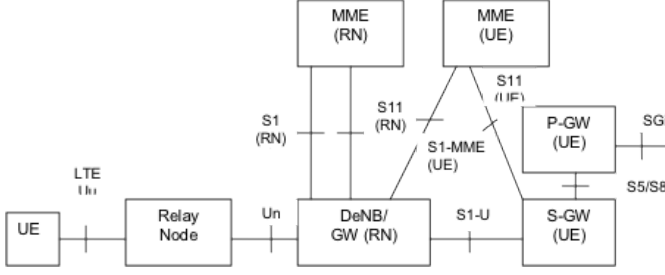 MME
(RN)
MME
(UE)
S11
(UE)
S1
(RN)
S11
(RN)
S1-MME
(UE)
P-GW
(UE)
LTE
Uu
S5/S8
UE
Relay
Node
Un
DeNB/
GW (RN)
S1-U
S-GW
(UE)